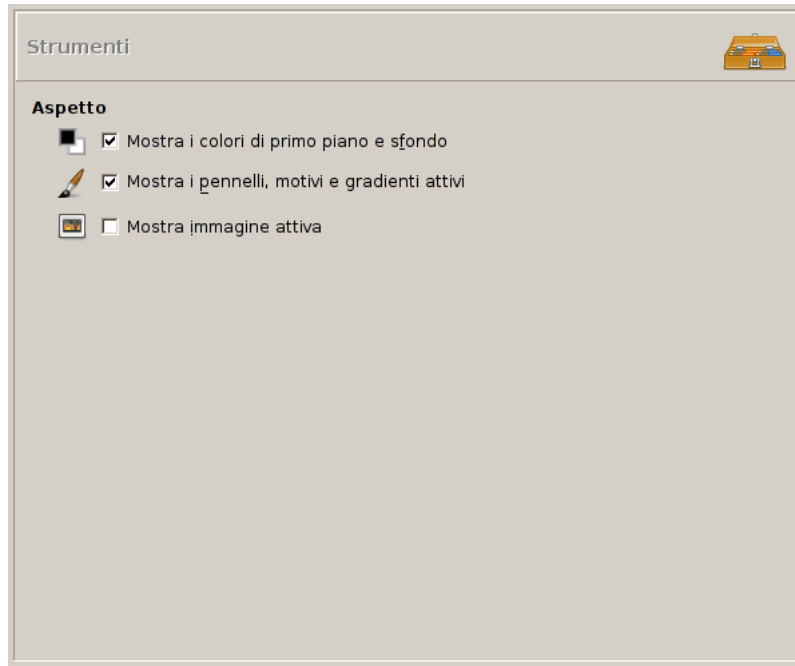 Strumenti
Aspetto
Mostra i colori di primo piano e sfondo
Mostra i pennelli, motivi e gradienti attivi
Mostra immagine attiva